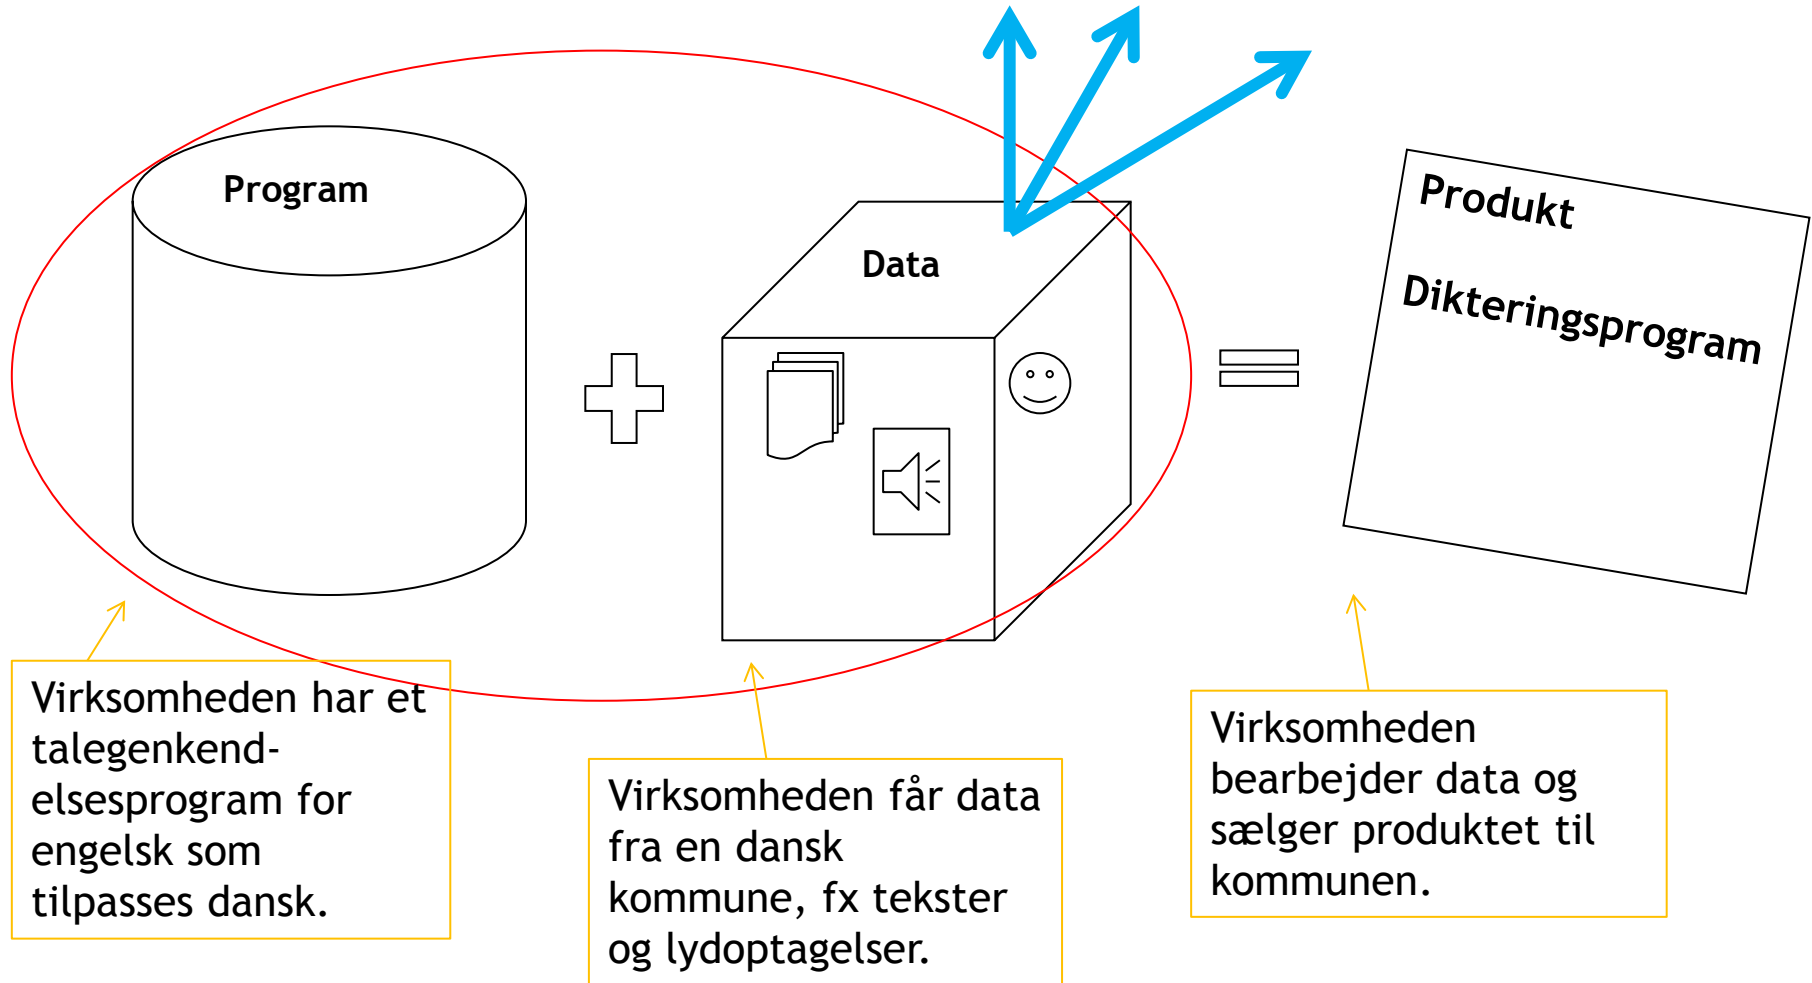 Program
Data
Produkt
Dikteringsprogram
Virksomheden har et
talegenkend-
elsesprogram for
engelsk som
tilpasses dansk.
Virksomheden får data
fra en dansk
kommune, fx tekster
og lydoptagelser.
Virksomheden
bearbejder data og
sælger produktet til
kommunen.